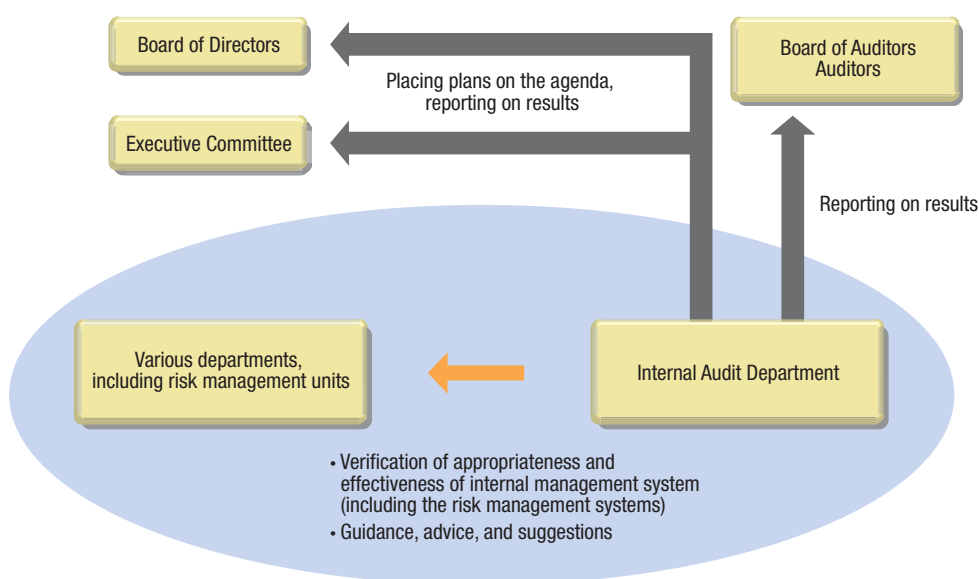 Board of Directors
Board of Auditors
Auditors
Placing plans on the agenda,
reporting on results
Executive Committee
Reporting on results
Various departments,
including risk management units
Internal Audit Department
• Verification of appropriateness and
effectiveness of internal management system
(including the risk management systems)
• Guidance, advice, and suggestions